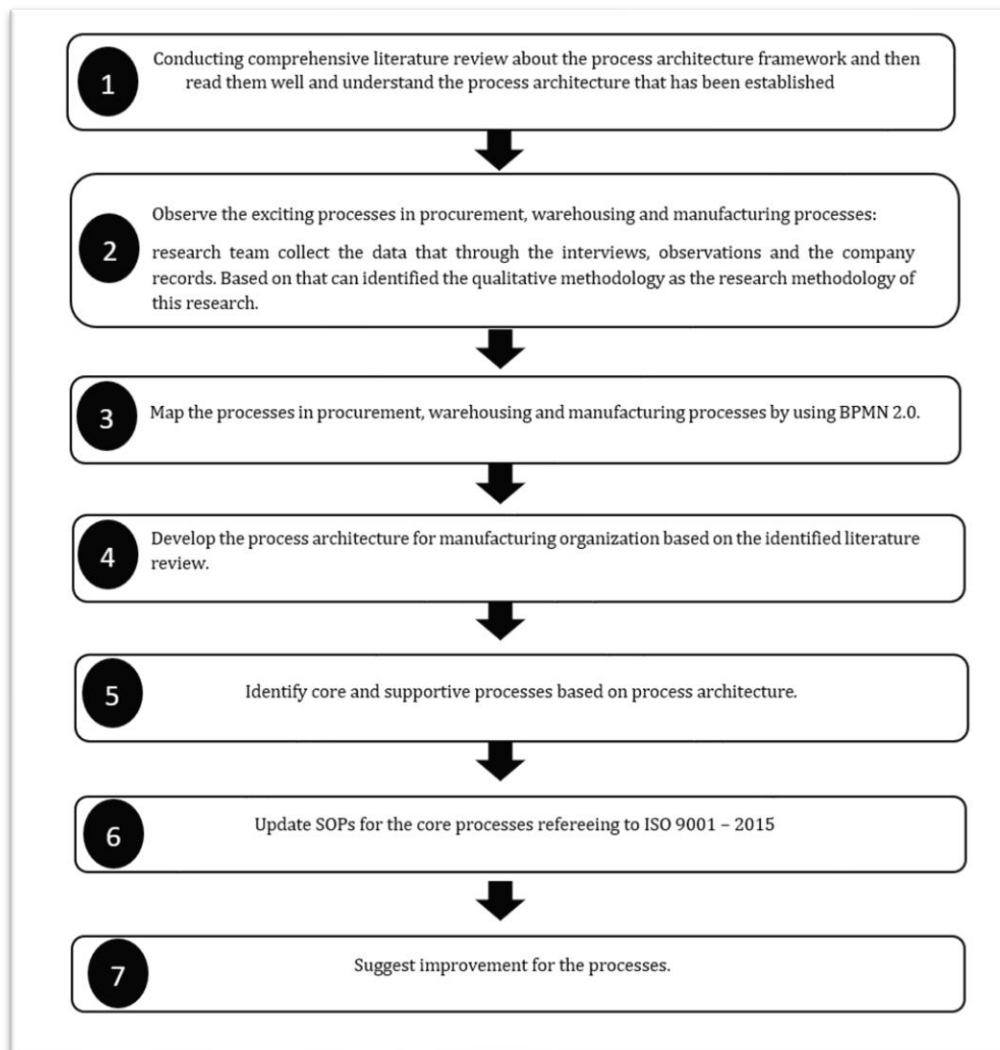 1
Conducting comprehensive literature review about the process architecture framework and then
read them well and understand the process architecture that has been established
2
Observe the exciting processes in procurement, warehousing and manufacturing processes:
research team collect the data that through the interviews, observations and the company
records. Based on that can identified the qualitative methodology as the research methodology of
this research.
3
Map the processes in procurement, warehousing and manufacturing processes by using BPMN 2.0.
4
Develop the process architecture for manufacturing organization based on the identified literature
review.
5
Identify core and supportive processes based on process architecture.
6
Update SOPs for the core processes refereeing to ISO 9001 – 2015
7
Suggest improvement for the processes.